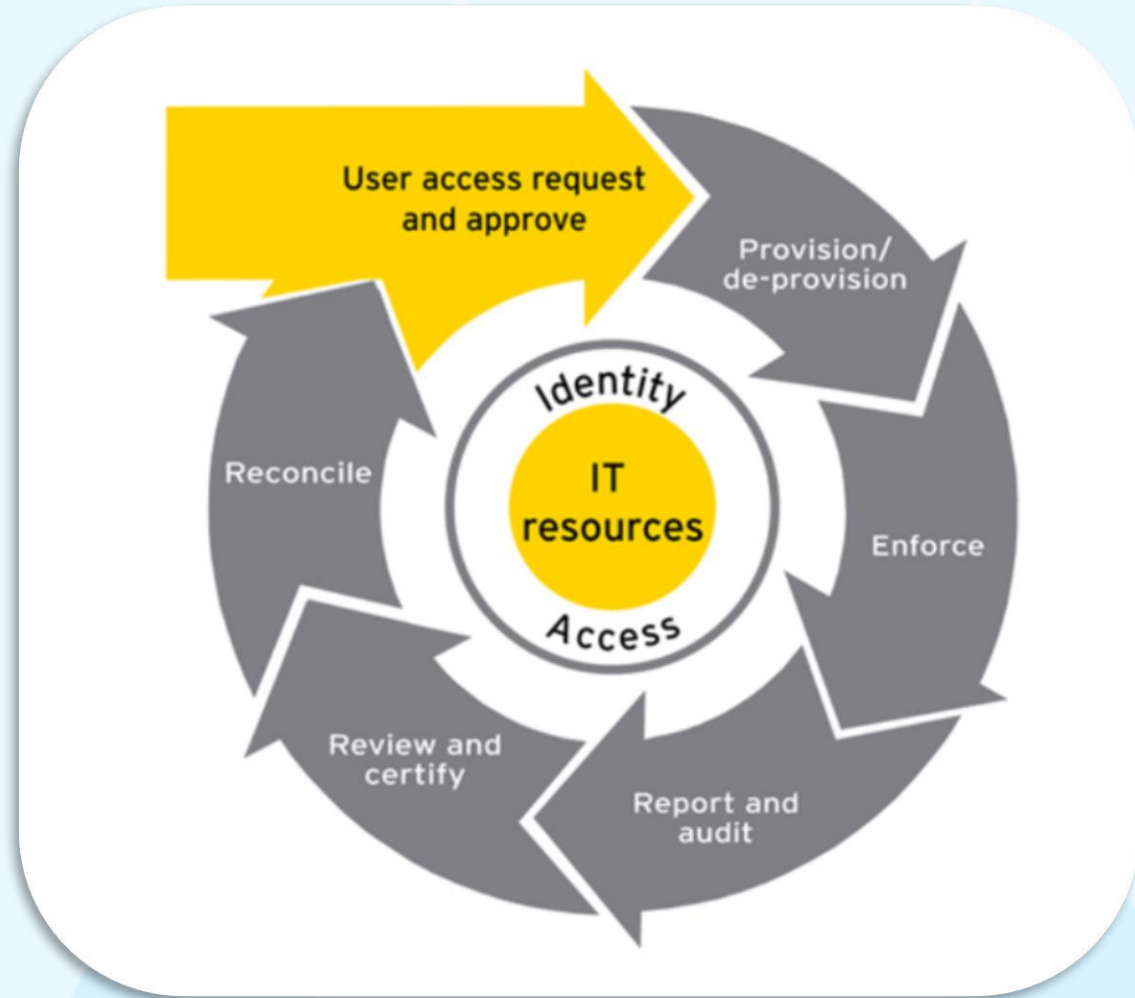 User access request
and approve
Provision/
de-provision
Enforce
Report and
audit
Review and
certify
Reconcile
Identity
IT
resources
Access